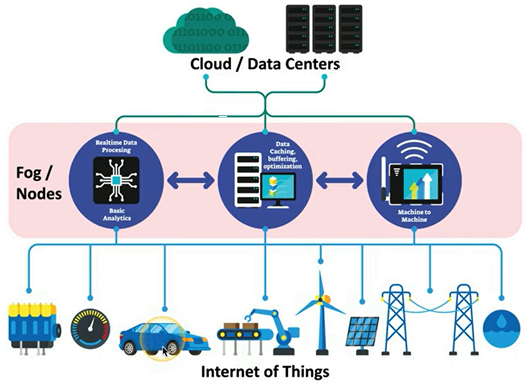 Cloud / Data Centers
Fog /
Nodes
Realtime Data
Procesing
Basic
Analytics
Data
Caching,
buffering,
optimization
Machine to
Machine
Internet of Things